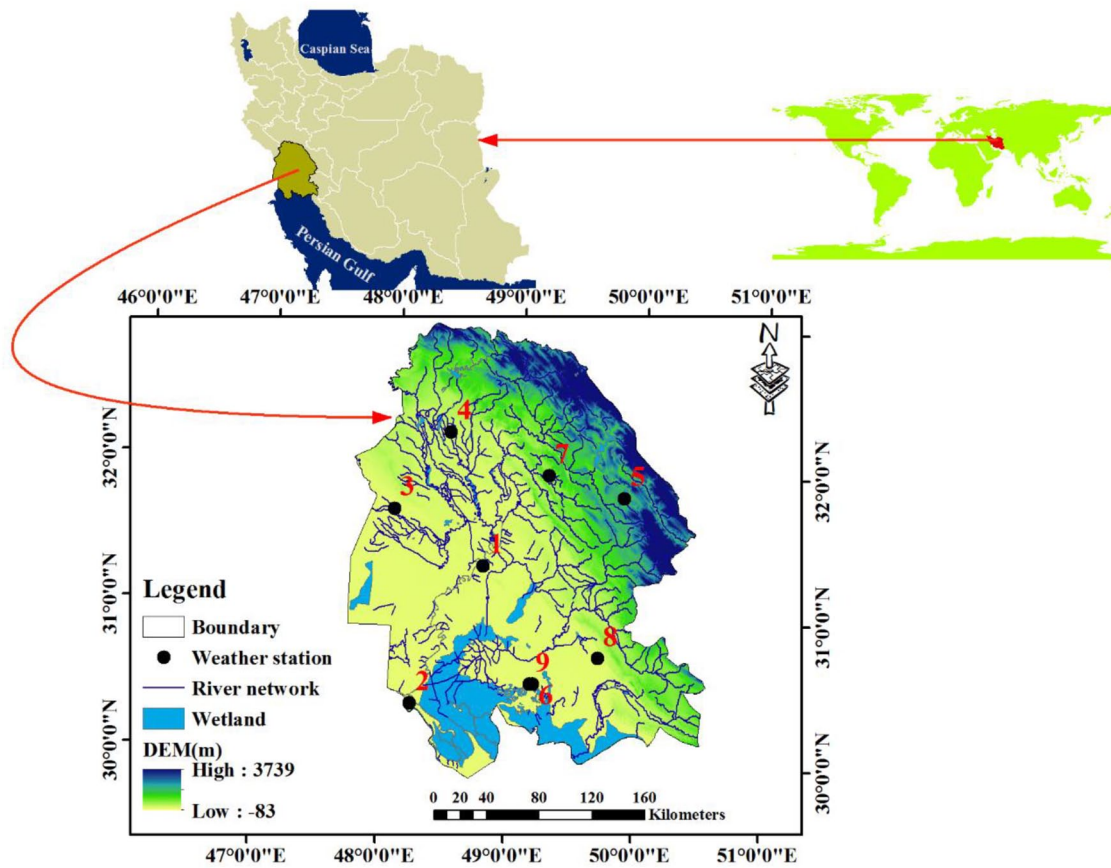 Caspian Sea
Persian Gulf
46°0'0"E 47°0'0"E 48°0'0"E 49°0'0"E 50°0'0"E 51°0'0"E
N
4
7
5
3
1
8
9
2
6
32°0'0"N
31°0'0"N
30°0'0"N
32°0'0"N
31°0'0"N
30°0'0"N
Legend
Boundary
Weather station
River network
Wetland
DEM(m)
High : 3739
Low : -83
0 20 40 80 120 160
Kilometers
47°0'0"E 48°0'0"E 49°0'0"E 50°0'0"E 51°0'0"E